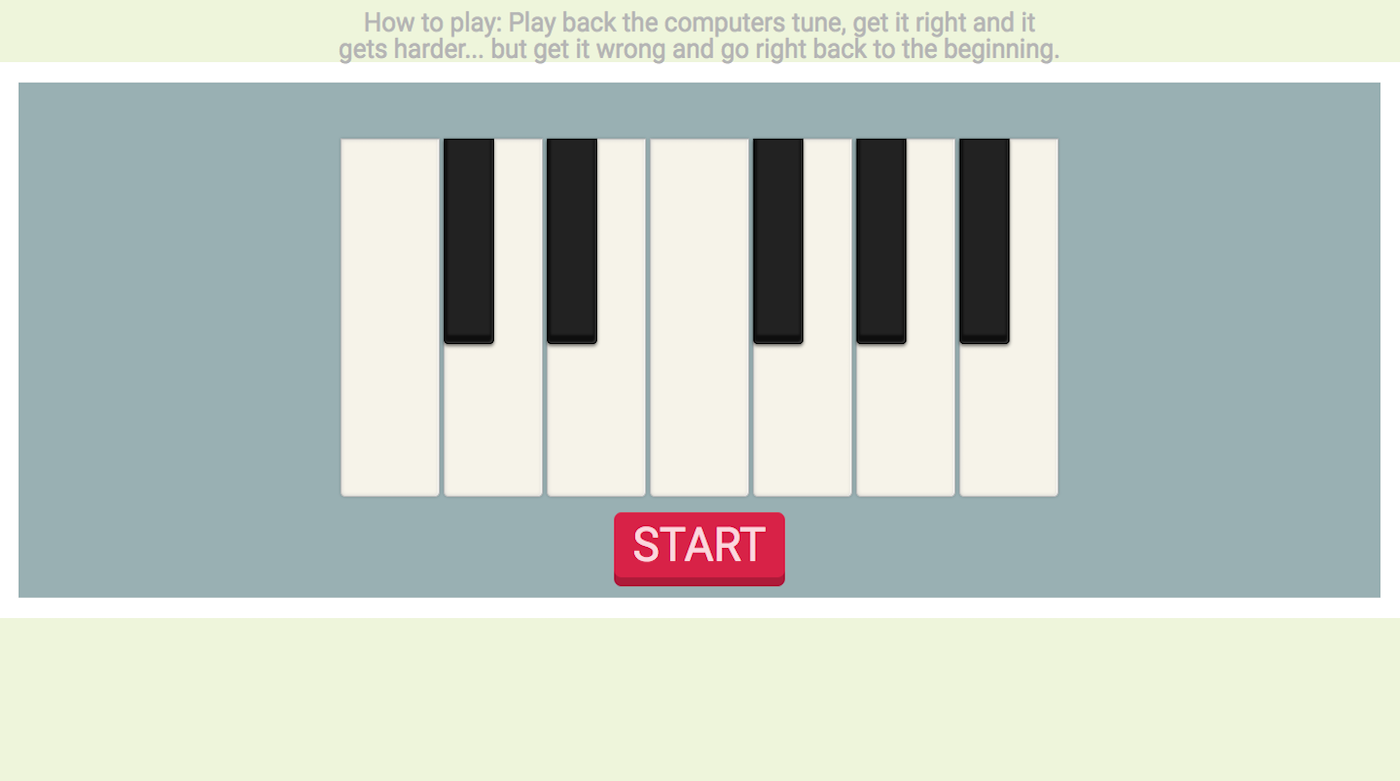 How to play: Play back the computers tune, get it right and it
gets harder... but get it wrong and go right back to the beginning.
START